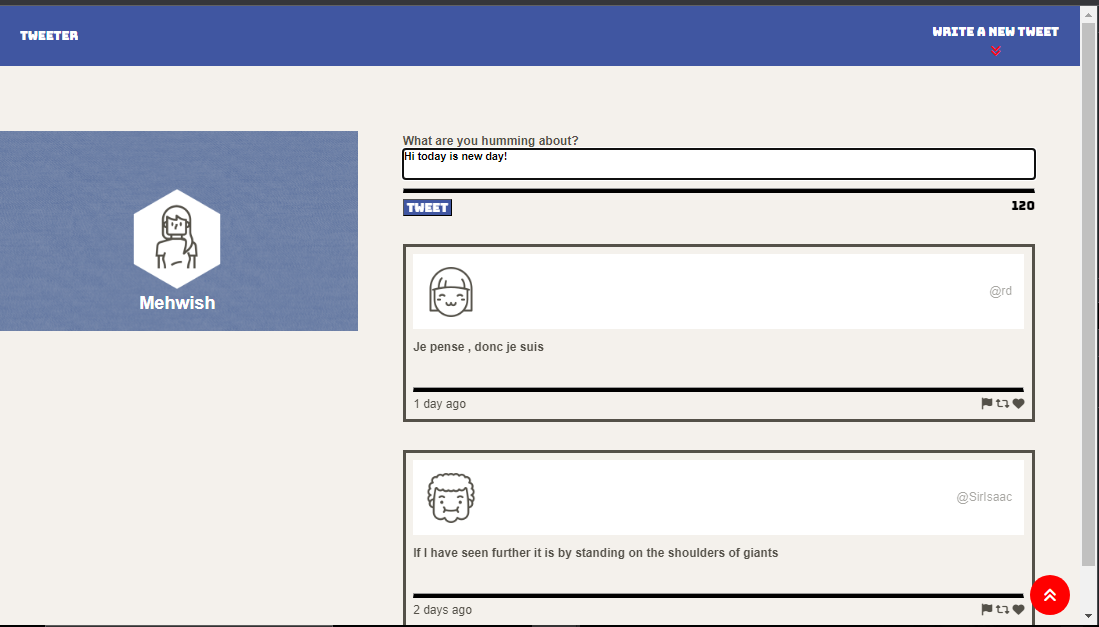 TWEETER
WRITE A NEW TWEET
Mehwish
What are you humming about?
Hi today is new day!
TWEET
120
@rd
Je pense , donc je suis
1 day ago
@SirIsaac
If I have seen further it is by standing on the shoulders of giants
2 days ago